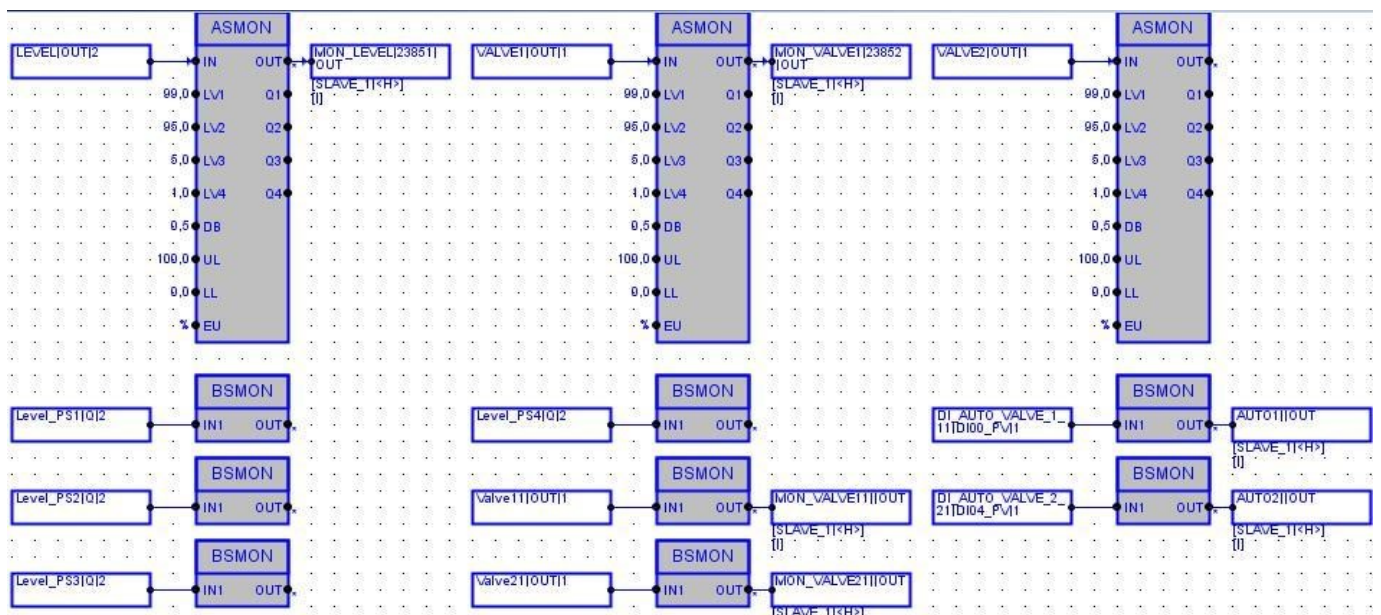 ASMON
LEVEL|OUT|2
IN OUT
MON_LEVEL|23851|
OUT
[SLAVE_1|<H>]
[I]
99,0 LV1 Q1
95,0 LV2 Q2
5,0 LV3 Q3
1,0 LV4 Q4
0,5 DB
100,0 UL
0,0 LL
% EU
ASMON
VALVE1|OUT|1
IN OUT
MON_VALVE1|23852
|OUT
[SLAVE_1|<H>]
[I]
99,0 LV1 Q1
95,0 LV2 Q2
5,0 LV3 Q3
1,0 LV4 Q4
0,5 DB
100,0 UL
0,0 LL
% EU
ASMON
VALVE2|OUT|1
IN OUT
99,0 LV1 Q1
95,0 LV2 Q2
5,0 LV3 Q3
1,0 LV4 Q4
0,5 DB
100,0 UL
0,0 LL
% EU
BSMON
Level_PS1|Q|2
IN1 OUT
BSMON
Level_PS4|Q|2
IN1 OUT
BSMON
DI_AUTO_VALVE_1_
11|DI00_PV|1
IN1 OUT
AUTO1||OUT
[SLAVE_1|<H>]
[I]
BSMON
Level_PS2|Q|2
IN1 OUT
BSMON
Valve11|OUT|1
IN1 OUT
MON_VALVE11||OUT
[SLAVE_1|<H>]
[I]
BSMON
DI_AUTO_VALVE_2_
21|DI04_PV|1
IN1 OUT
AUTO2||OUT
[SLAVE_1|<H>]
[I]
BSMON
Level_PS3|Q|2
IN1 OUT
BSMON
Valve21|OUT|1
IN1 OUT
MON_VALVE21||OUT
[SLAVE_1|<H>]